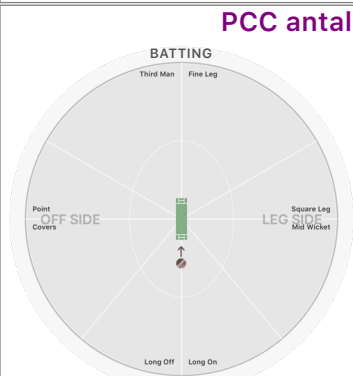 PCC antal
BATTING
Third Man Fine Leg
Point Square Leg
OFF SIDE LEG SIDE
Covers Mid Wicket
Long Off Long On